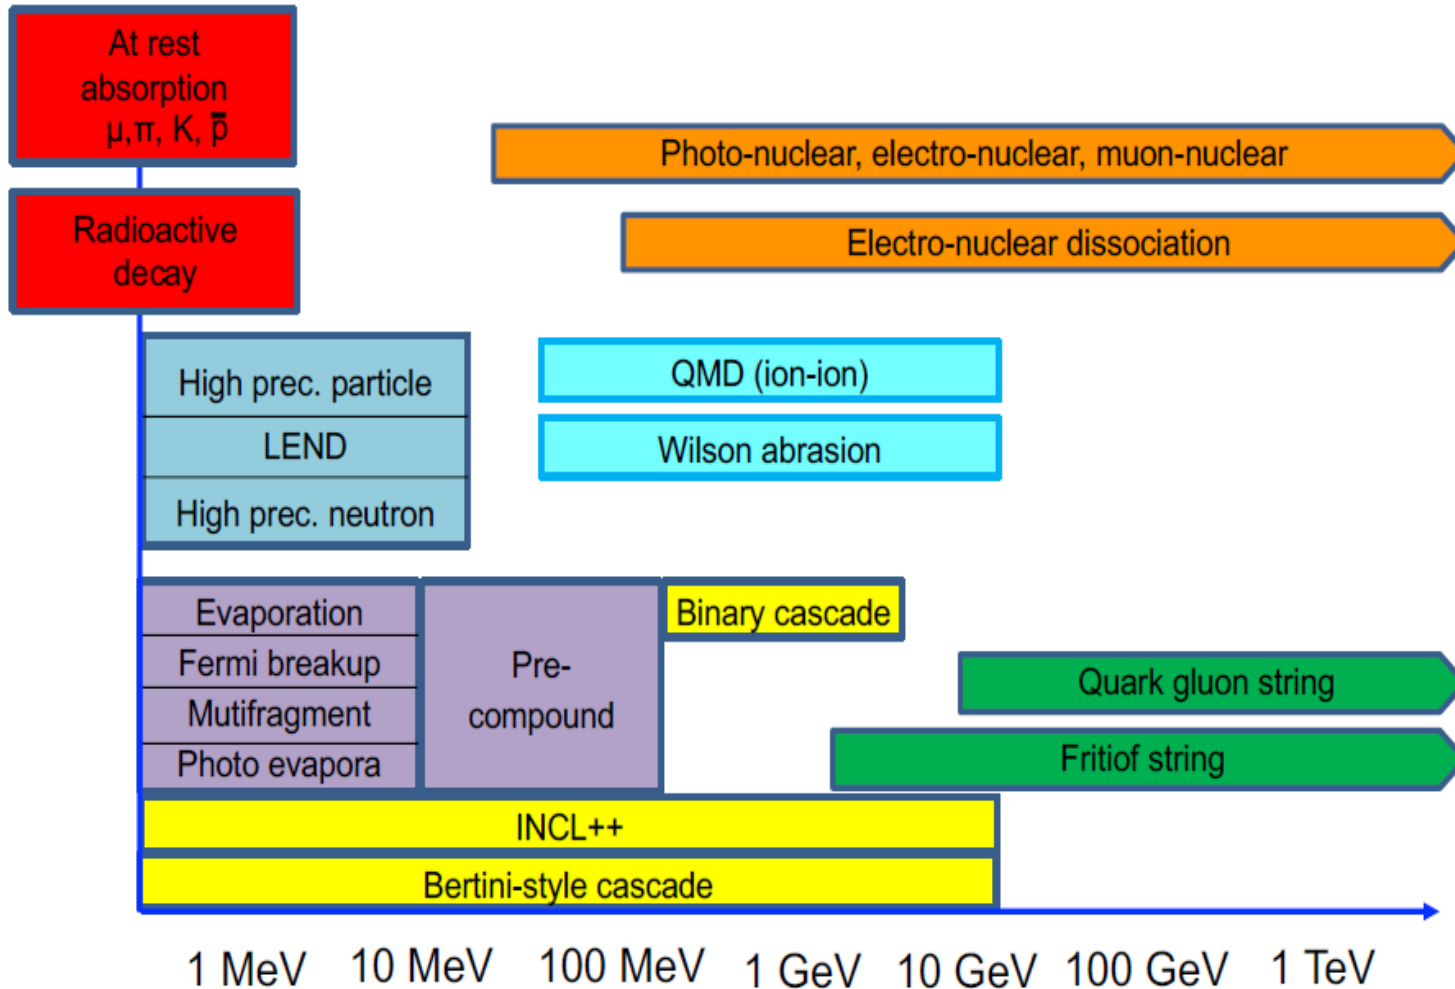 At rest
absorption
μ,π, K, p̄
Photo-nuclear, electro-nuclear, muon-nuclear
Radioactive
decay
Electro-nuclear dissociation
High prec. particle
QMD (ion-ion)
LEND
Wilson abrasion
High prec. neutron
Evaporation
Binary cascade
Fermi breakup
Pre-
compound
Quark gluon string
Mutifragment
Photo evapora
Fritiof string
INCL++
Bertini-style cascade
1 MeV 10 MeV 100 MeV 1 GeV 10 GeV 100 GeV 1 TeV